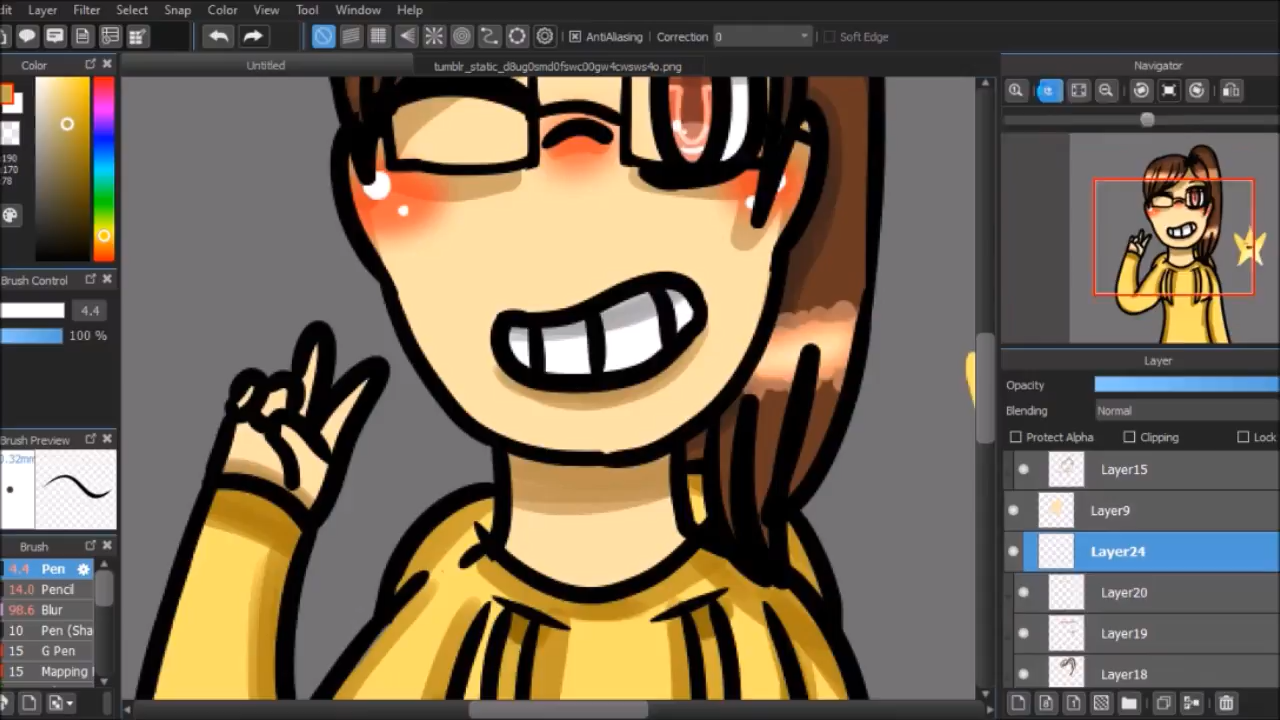 dit Layer Filter Select Snap Color View Tool Window Help
AntiAliasing Correction 0 Soft Edge
Color
Untitled
tumblr_static_d8ug0smd0fswc00gw4cwsws4o.png
Navigator
:190
:170
:78
Brush Control
4.4
100 %
Brush Preview
0.32mm
Brush
4.4 Pen
14.0 Pencil
98.6 Blur
10 Pen (Sha
15 G Pen
15 Mapping
Layer
Opacity
Blending Normal
Protect Alpha Clipping Lock
Layer15
Layer9
Layer24
Layer20
Layer19
Layer18